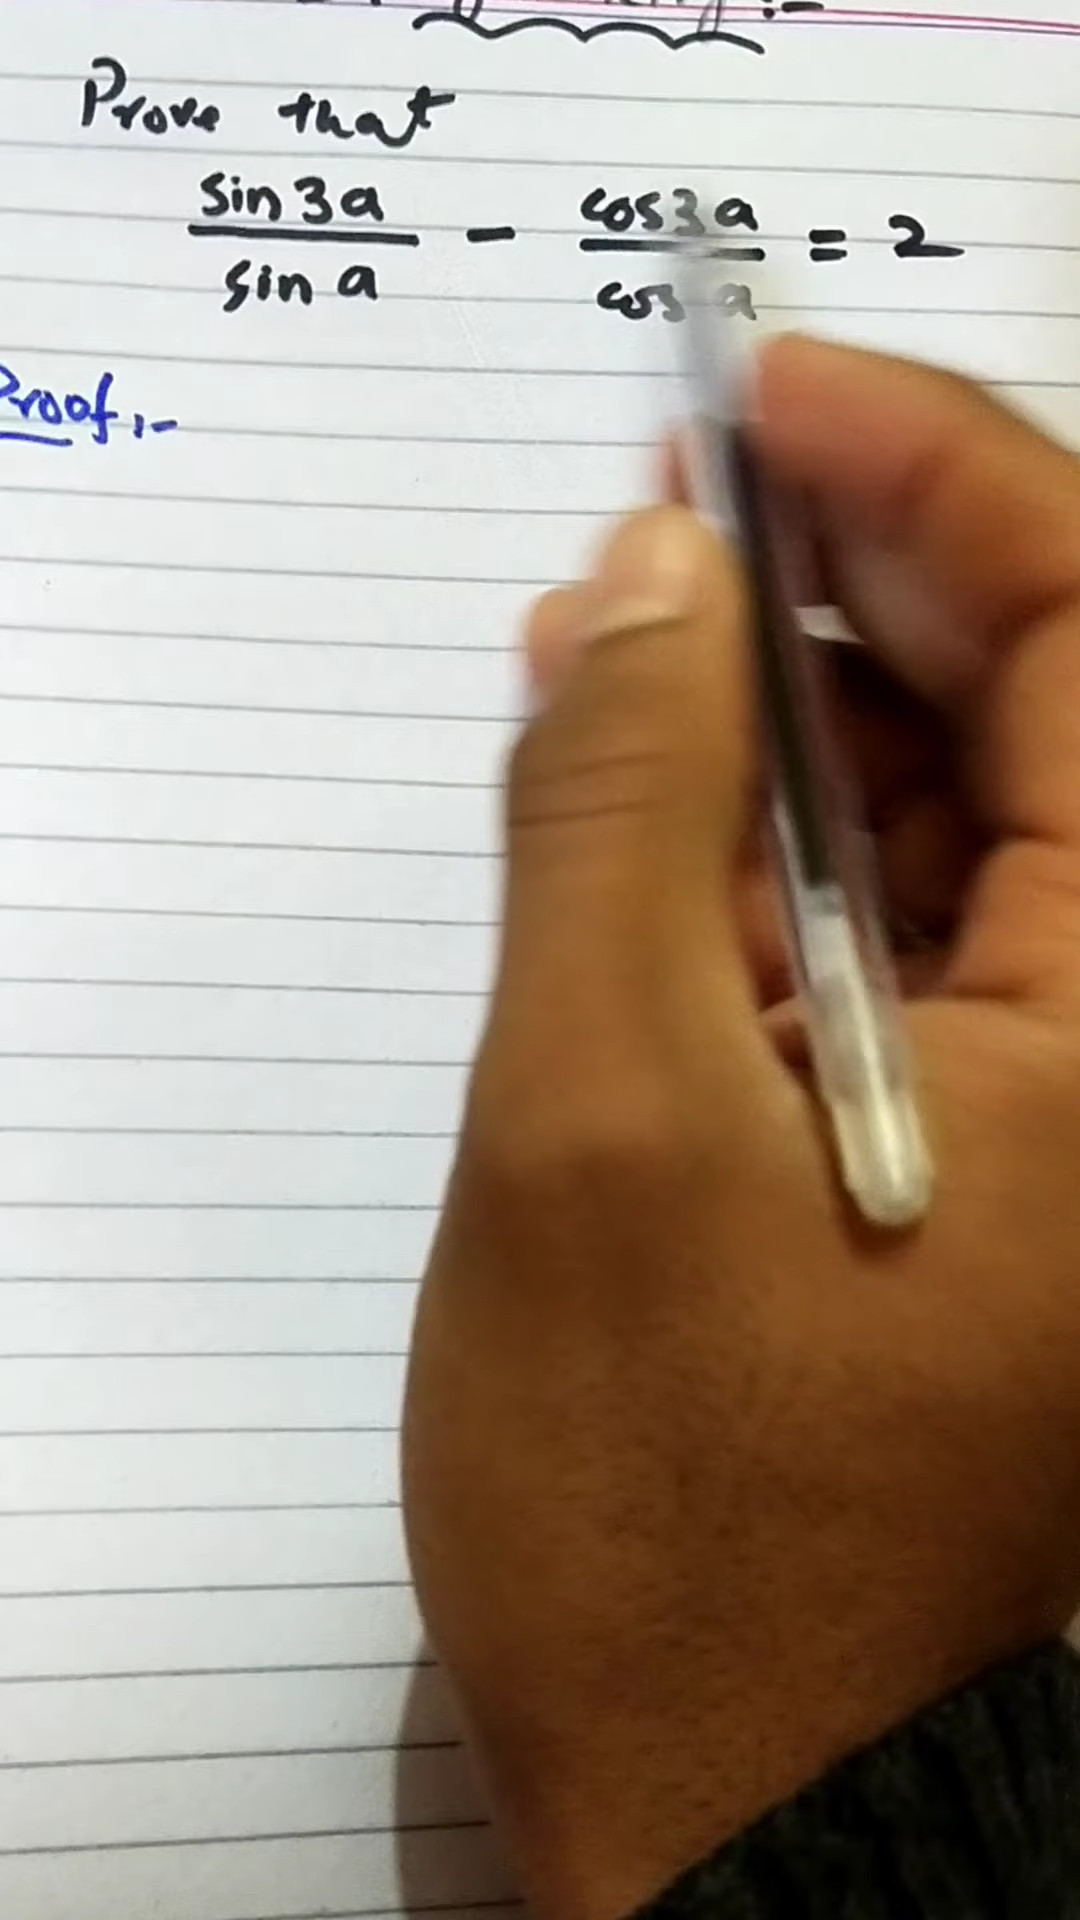 Prove that
sin 3a / sin a - cos 3a / cos a = 2
Proof :-